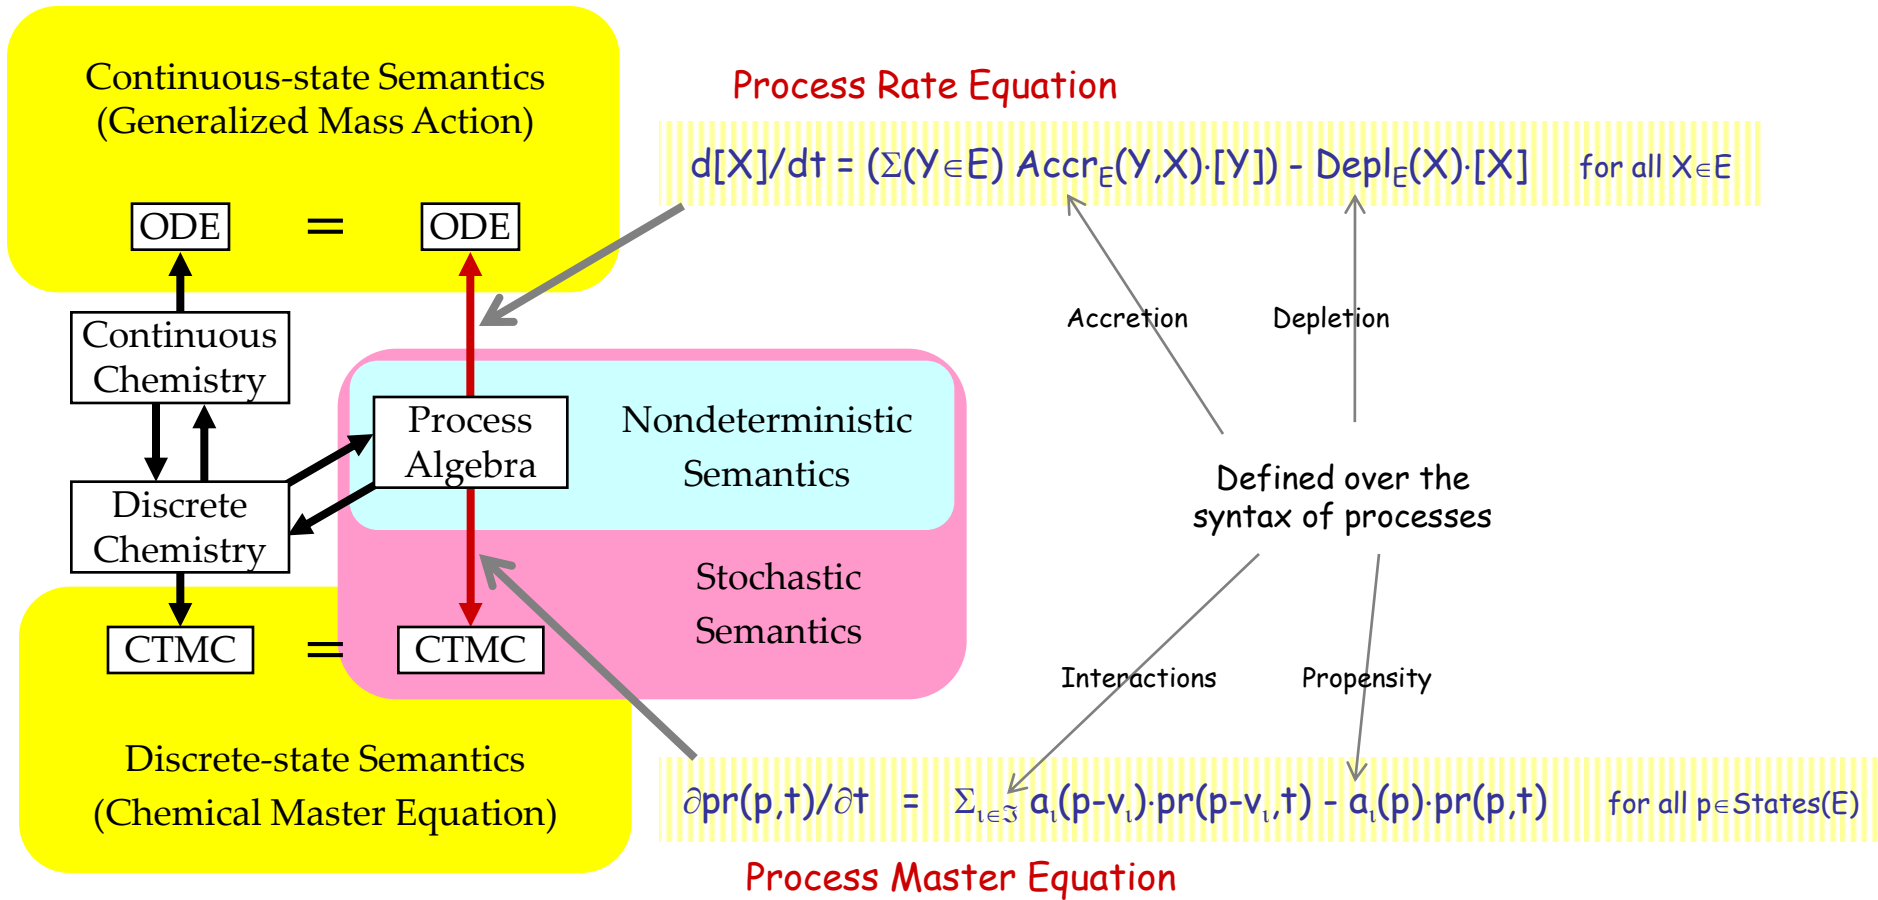 Continuous-state Semantics
(Generalized Mass Action)
ODE = ODE
Continuous
Chemistry
Discrete
Chemistry
Process
Algebra
Nondeterministic
Semantics
Stochastic
Semantics
CTMC = CTMC
Discrete-state Semantics
(Chemical Master Equation)
Process Rate Equation
d[X]/dt = (Σ(Y∈E) Accr_E(Y,X)·[Y]) - Depl_E(X)·[X] for all X∈E
Accretion
Depletion
Defined over the
syntax of processes
Interactions
Propensity
∂pr(p,t)/∂t = Σ_ι∈ℑ a_ι(p-v_ι)·pr(p-v_ι,t) - a_ι(p)·pr(p,t) for all p∈States(E)
Process Master Equation